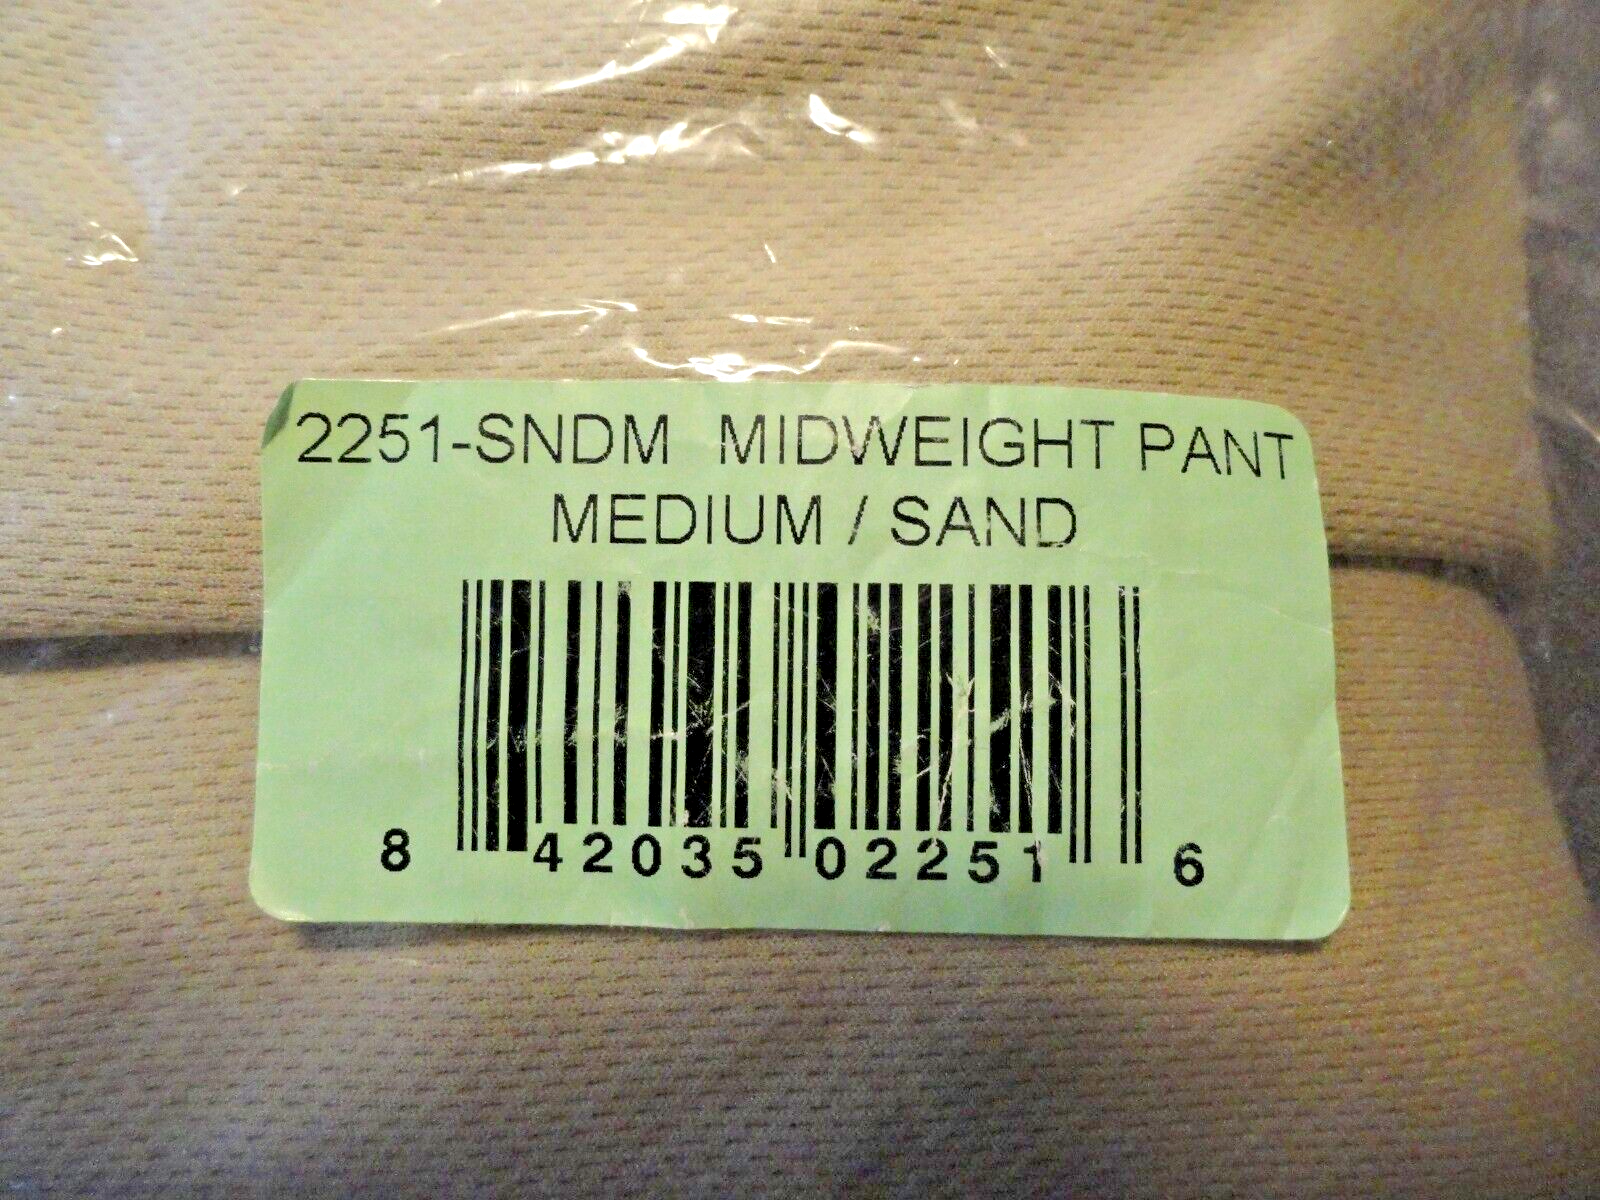 2251-SNDM MIDWEIGHT PANT
MEDIUM / SAND
8 42035 02251 6